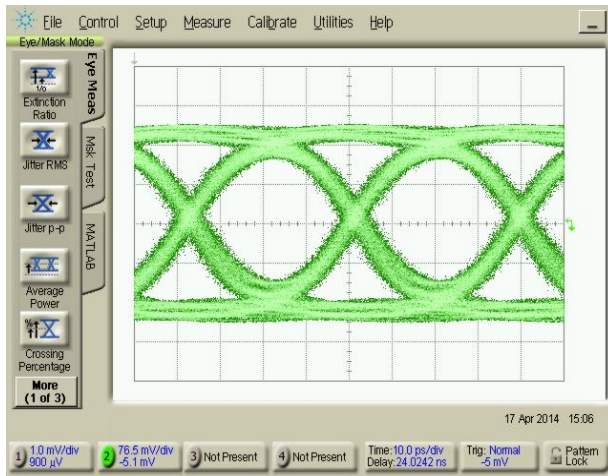 File Control Setup Measure Calibrate Utilities Help
Eye/Mask Mode
Eye Meas
Msk Test
MATLAB
1/0
Extinction
Ratio
Jitter RMS
Jitter p-p
Average
Power
%
Crossing
Percentage
More
(1 of 3)
17 Apr 2014 15:06
1) 1.0 mV/div
900 µV
2) 76.5 mV/div
-5.1 mV
3) Not Present
4) Not Present
Time:10.0 ps/div
Delay:24.0242 ns
Trig: Normal
-5 mV
Pattern
Lock